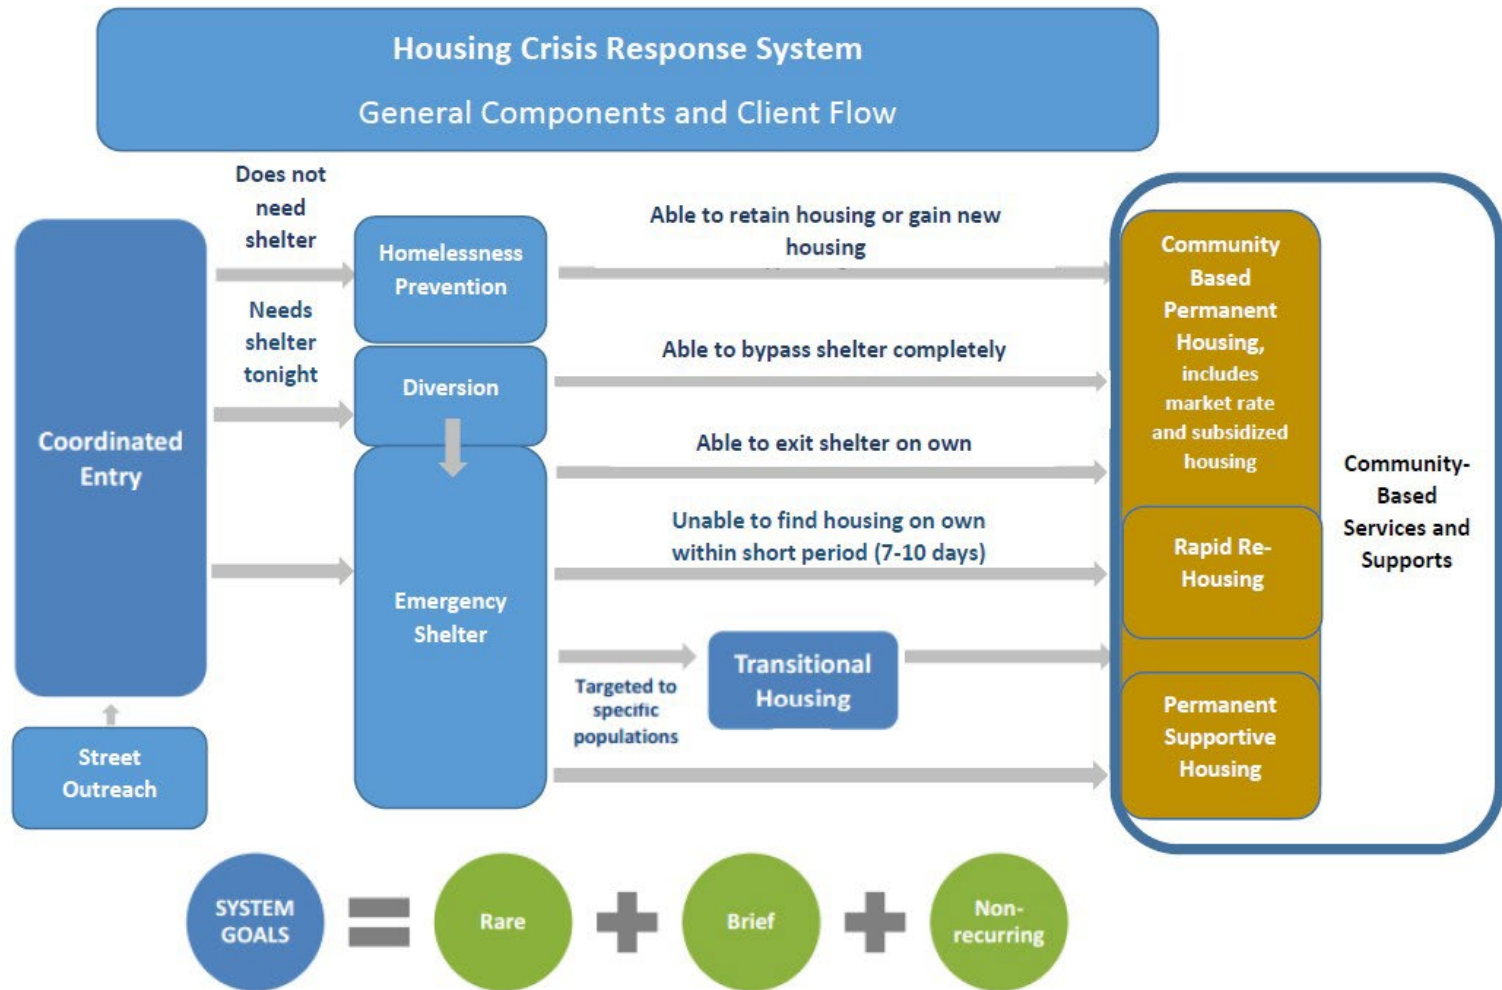 Housing Crisis Response System
General Components and Client Flow
Does not
need
shelter
Needs
shelter
tonight
Coordinated
Entry
Street
Outreach
Homelessness
Prevention
Diversion
Emergency
Shelter
Able to retain housing or gain new
housing
Able to bypass shelter completely
Able to exit shelter on own
Unable to find housing on own
within short period (7-10 days)
Targeted to
specific
populations
Transitional
Housing
Community
Based
Permanent
Housing,
includes
market rate
and subsidized
housing
Rapid Re-
Housing
Permanent
Supportive
Housing
Community-
Based
Services and
Supports
SYSTEM
GOALS
Rare
Brief
Non-
recurring